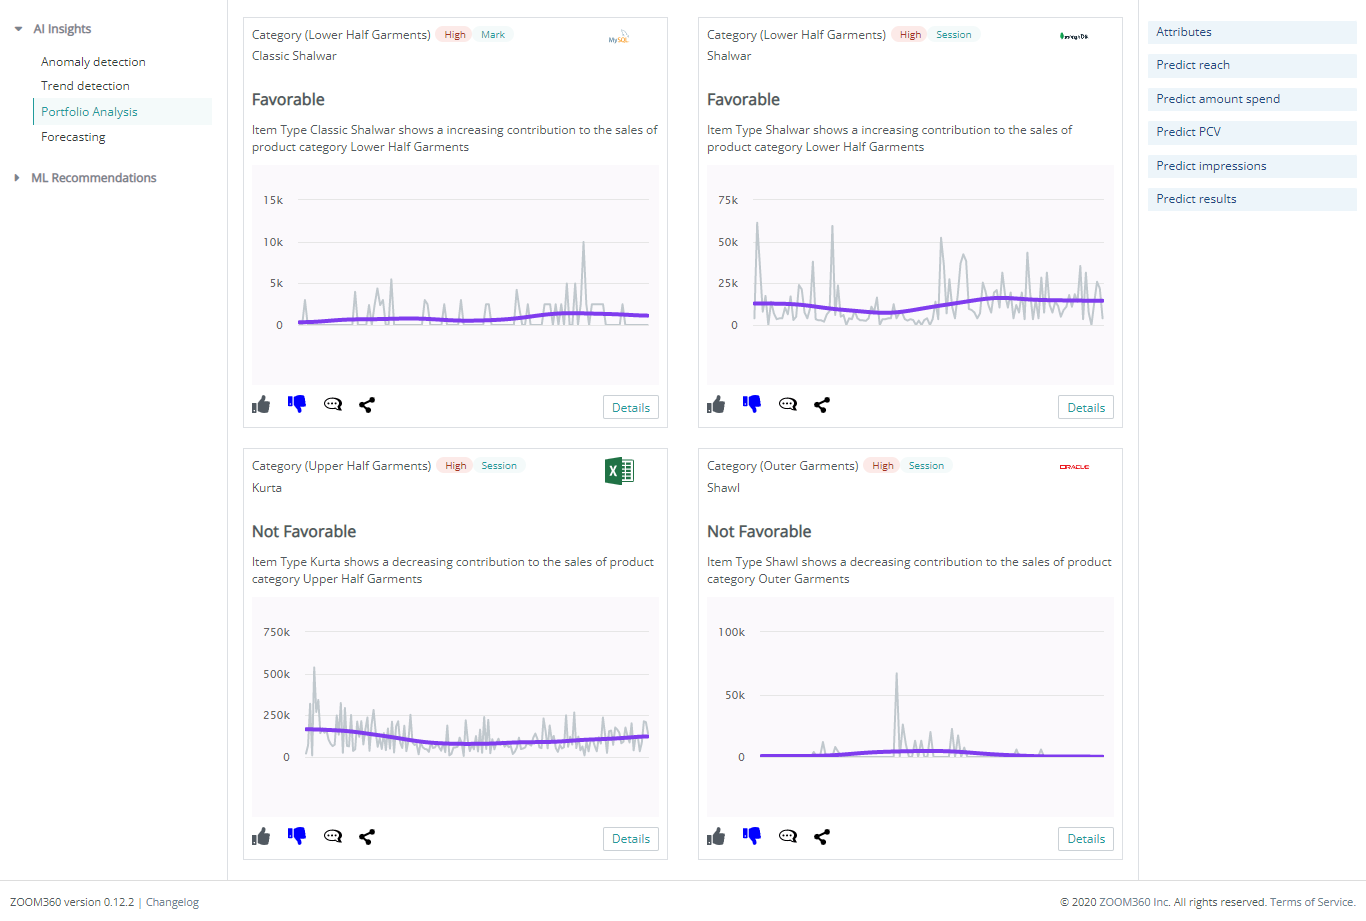 AI Insights
Anomaly detection
Trend detection
Portfolio Analysis
Forecasting
ML Recommendations
Category (Lower Half Garments) High Mark
MySQL
Classic Shalwar
Favorable
Item Type Classic Shalwar shows a increasing contribution to the sales of
product category Lower Half Garments
15k
10k
5k
0
Details
Category (Lower Half Garments) High Session
mongoDB
Shalwar
Favorable
Item Type Shalwar shows a increasing contribution to the sales of
product category Lower Half Garments
75k
50k
25k
0
Details
Category (Upper Half Garments) High Session
X
Kurta
Not Favorable
Item Type Kurta shows a decreasing contribution to the sales of product
category Upper Half Garments
750k
500k
250k
0
Details
Category (Outer Garments) High Session
ORACLE
Shawl
Not Favorable
Item Type Shawl shows a decreasing contribution to the sales of product
category Outer Garments
100k
50k
0
Details
Attributes
Predict reach
Predict amount spend
Predict PCV
Predict impressions
Predict results
ZOOM360 version 0.12.2 | Changelog
© 2020 ZOOM360 Inc. All rights reserved. Terms of Service.